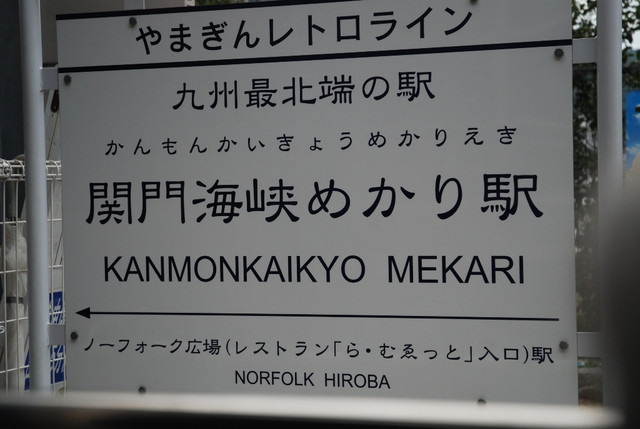 やまぎんレトロライン
九州最北端の駅
かんもんかいきょうめかりえき
関門海峡めかり駅
KANMONKAIKYO MEKARI
ノーフォーク広場(レストラン「ら・むゑっと」入口)駅
NORFOLK HIROBA